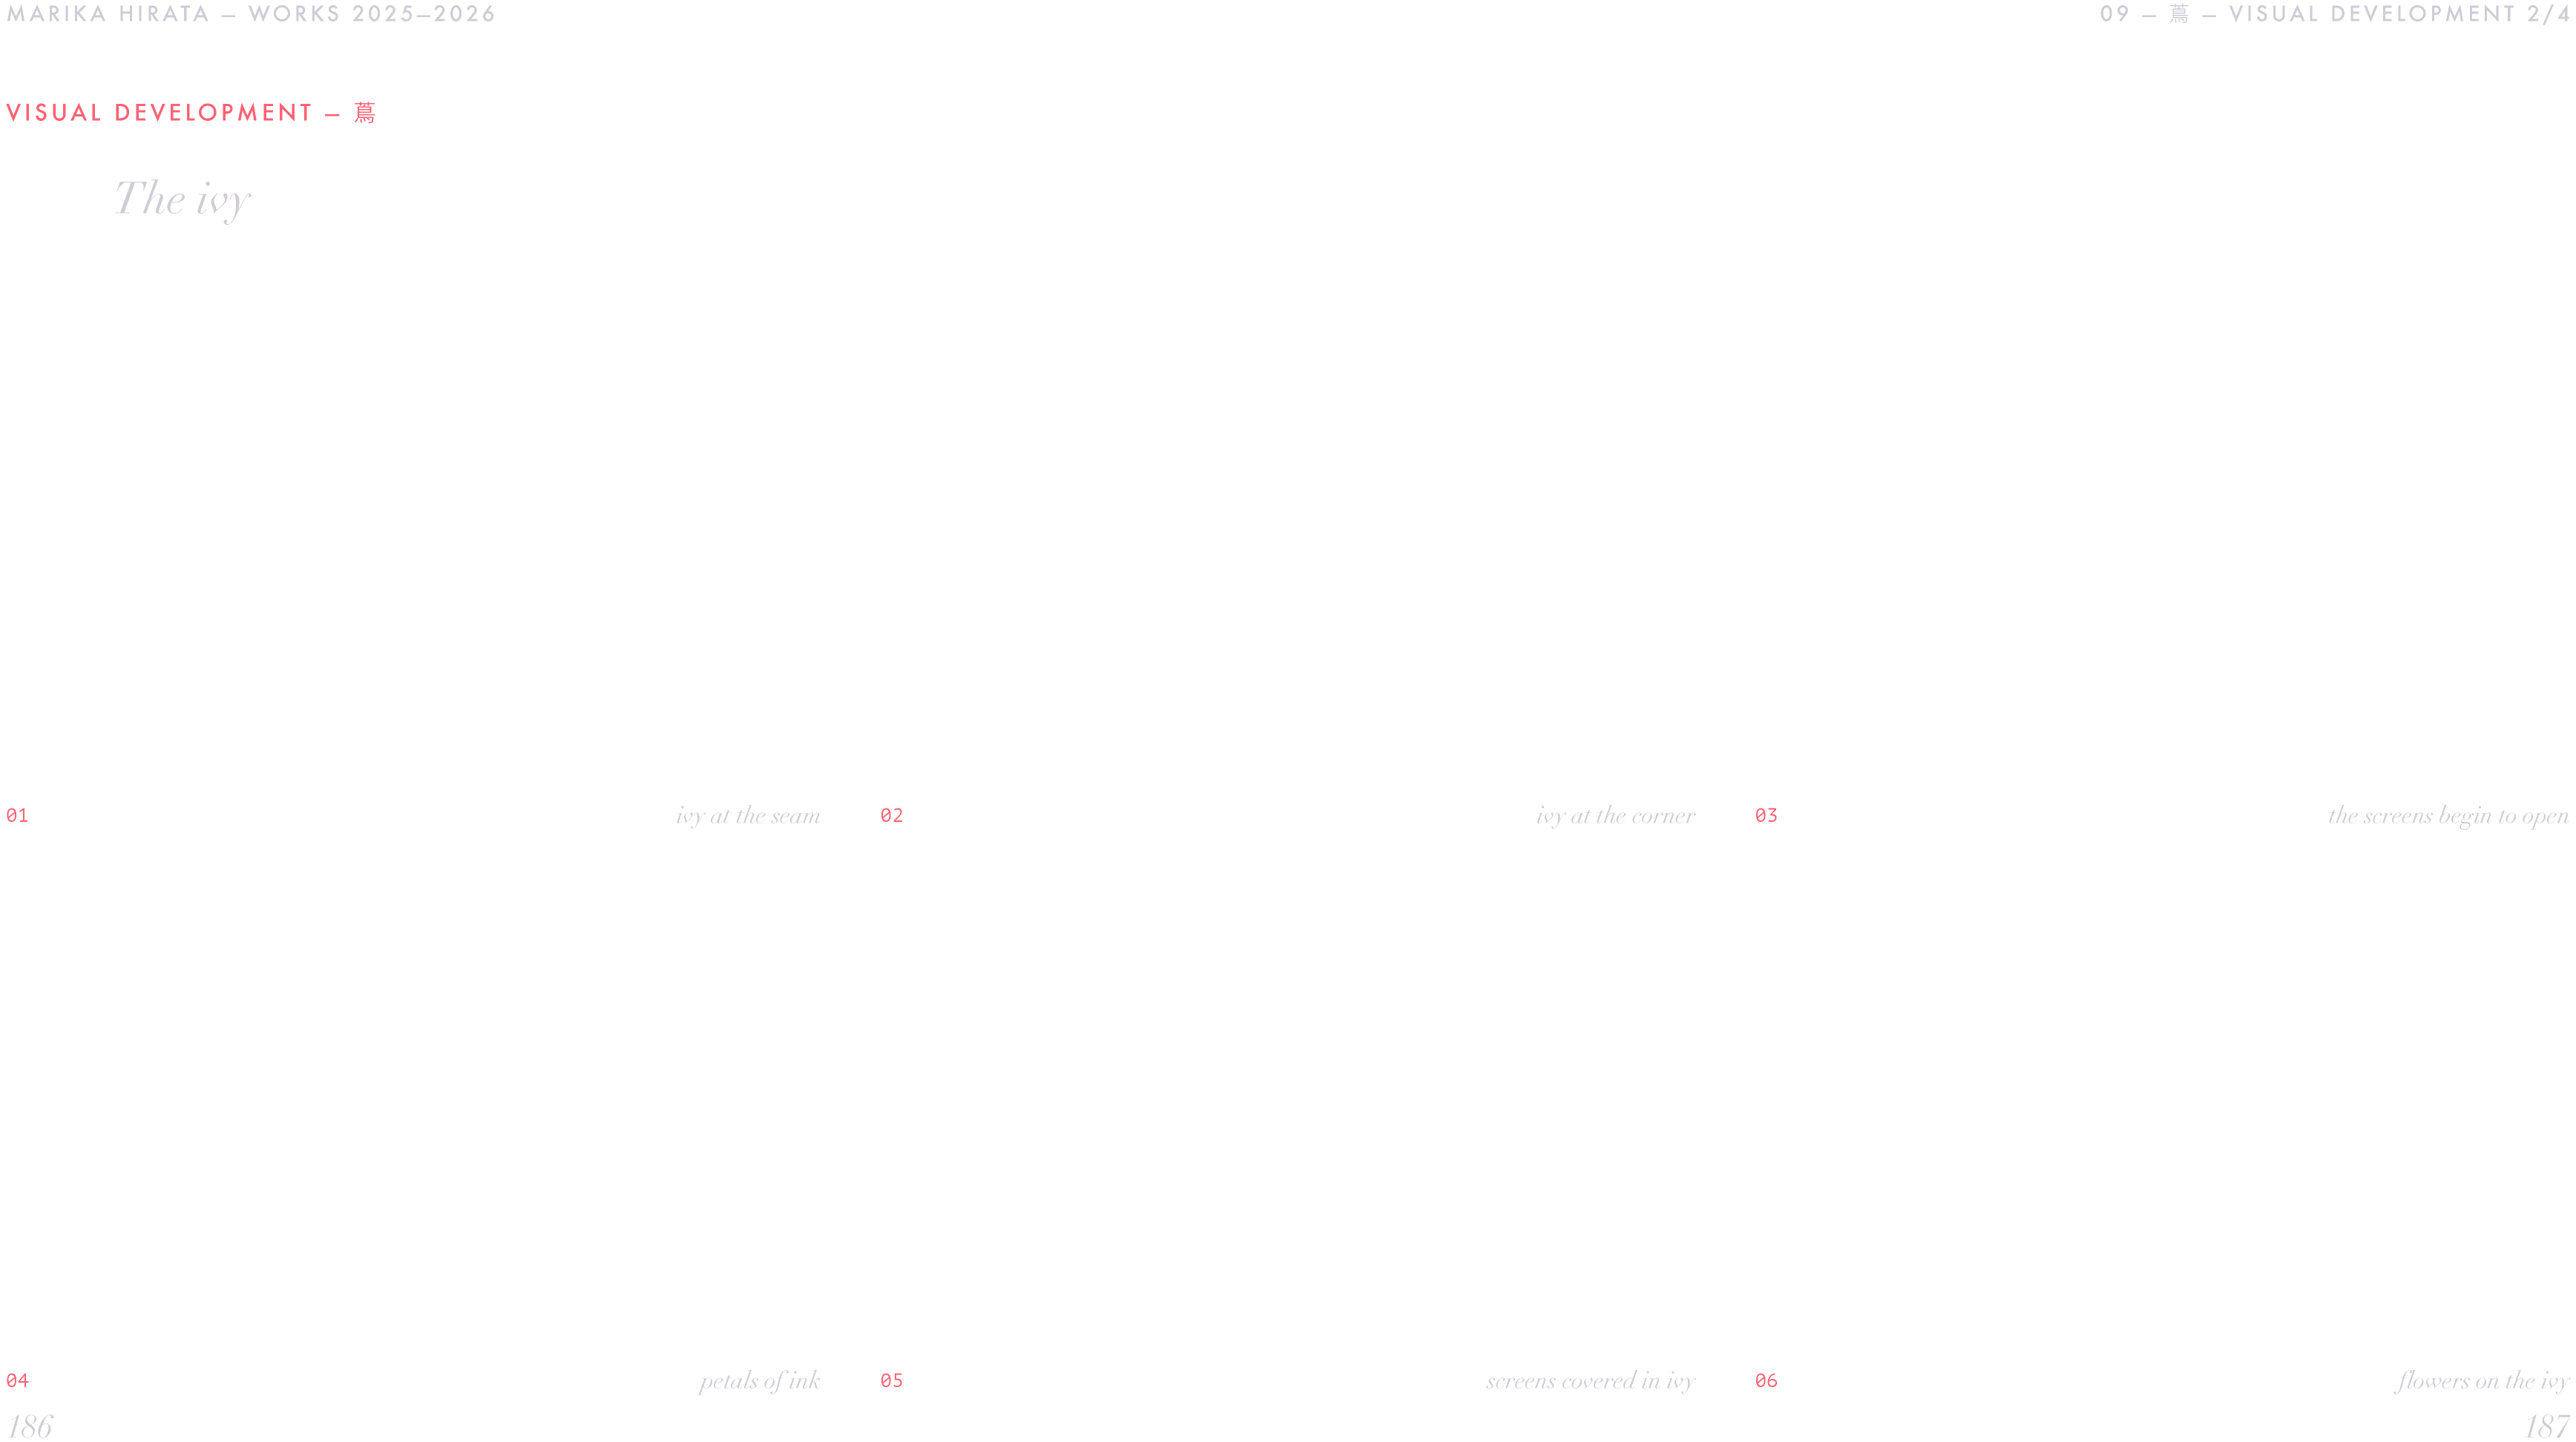 MARIKA HIRATA — WORKS 2025—2026
09 — 蔦 — VISUAL DEVELOPMENT 2/4
VISUAL DEVELOPMENT — 蔦
The ivy
01 ivy at the seam
02 ivy at the corner
03 the screens begin to open
04 petals of ink
05 screens covered in ivy
06 flowers on the ivy
186
187